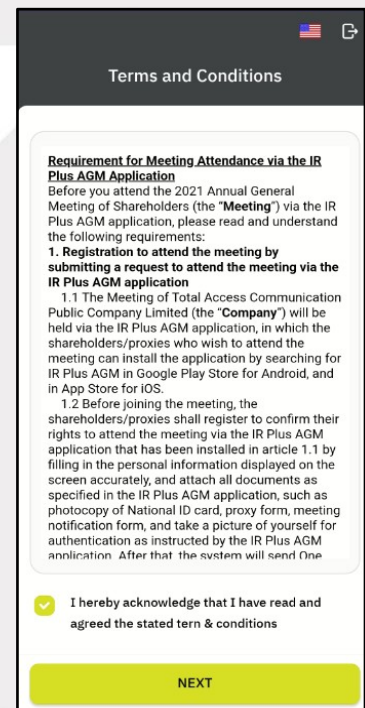 Terms and Conditions
Requirement for Meeting Attendance via the IR
Plus AGM Application
Before you attend the 2021 Annual General
Meeting of Shareholders (the “Meeting”) via the IR
Plus AGM application, please read and understand
the following requirements:
1. Registration to attend the meeting by
submitting a request to attend the meeting via the
IR Plus AGM application
1.1 The Meeting of Total Access Communication
Public Company Limited (the “Company”) will be
held via the IR Plus AGM application, in which the
shareholders/proxies who wish to attend the
meeting can install the application by searching for
IR Plus AGM in Google Play Store for Android, and
in App Store for iOS.
1.2 Before joining the meeting, the
shareholders/proxies shall register to confirm their
rights to attend the meeting via the IR Plus AGM
application that has been installed in article 1.1 by
filling in the personal information displayed on the
screen accurately, and attach all documents as
specified in the IR Plus AGM application, such as
photocopy of National ID card, proxy form, meeting
notification form, and take a picture of yourself for
authentication as instructed by the IR Plus AGM
application. After that, the system will send One
I hereby acknowledge that I have read and
agreed the stated tern & conditions
NEXT